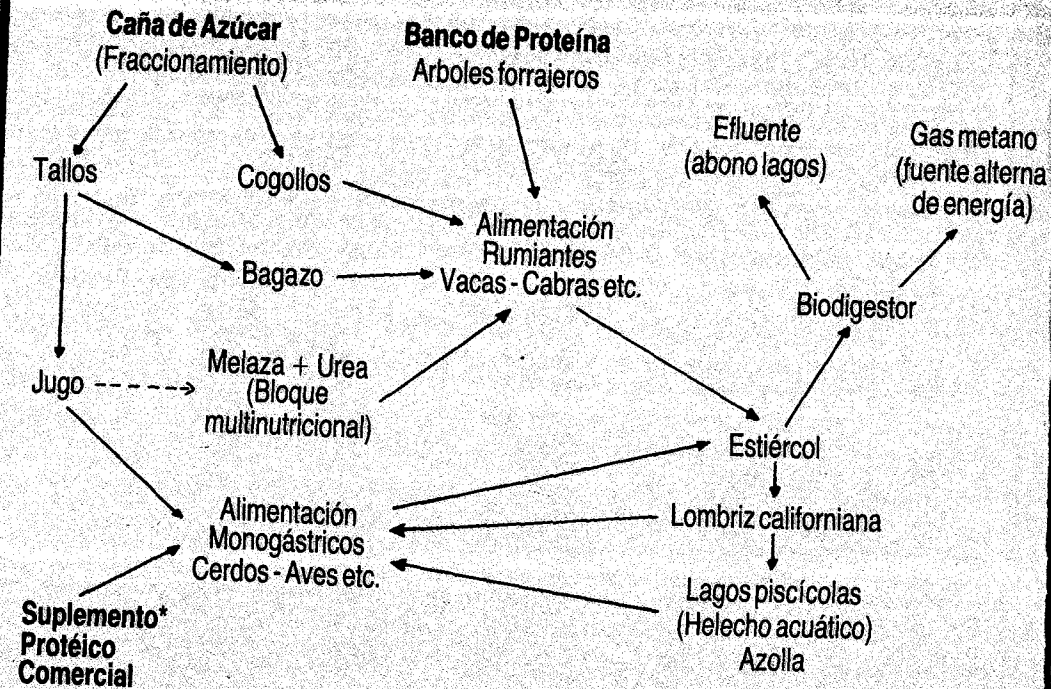 Caña de Azúcar
(Fraccionamiento)
Banco de Proteína
Arboles forrajeros
Efluente
(abono lagos)
Gas metano
(fuente alterna
de energía)
Tallos
Cogollos
Alimentación
Rumiantes
Vacas - Cabras etc.
Bagazo
Biodigestor
Jugo
Melaza + Urea
(Bloque
multinutricional)
Estiércol
Alimentación
Monogástricos
Cerdos - Aves etc.
Lombriz californiana
Lagos piscícolas
(Helecho acuático)
Azolla
Suplemento*
Protéico
Comercial